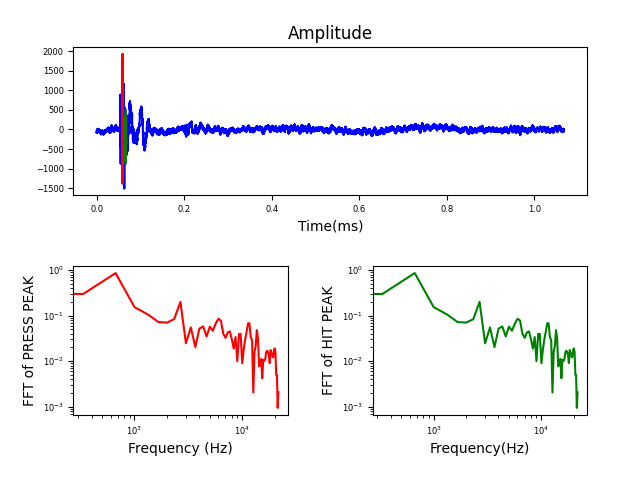 Amplitude
2000
1500
1000
500
0
−500
−1000
−1500
0.0 0.2 0.4 0.6 0.8 1.0
Time(ms)
FFT of PRESS PEAK
10⁰
10⁻¹
10⁻²
10⁻³
10³ 10⁴
Frequency (Hz)
FFT of HIT PEAK
10⁰
10⁻¹
10⁻²
10⁻³
10³ 10⁴
Frequency(Hz)